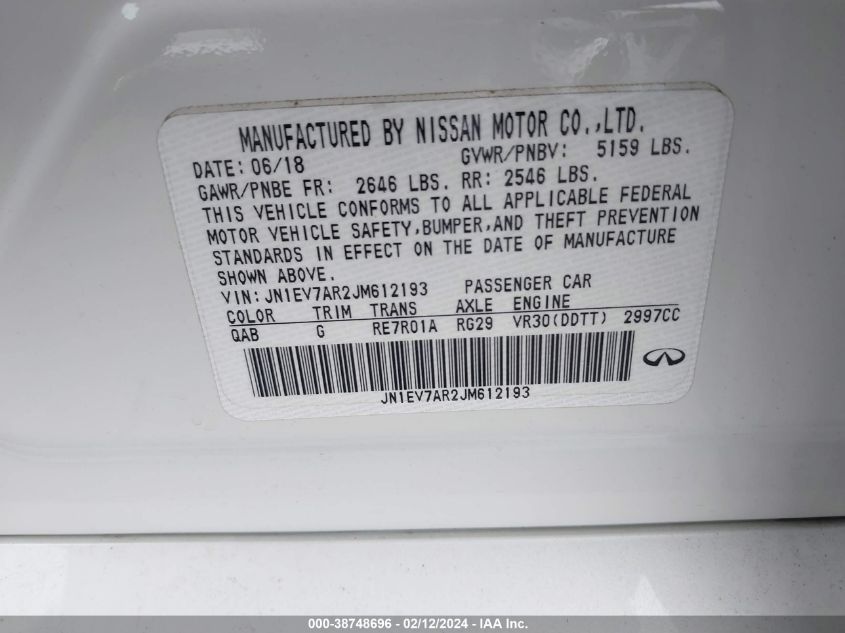 MANUFACTURED BY NISSAN MOTOR CO.,LTD.
DATE: 06/18 GVWR/PNBV: 5159 LBS.
GAWR/PNBE FR: 2646 LBS. RR: 2546 LBS.
THIS VEHICLE CONFORMS TO ALL APPLICABLE FEDERAL
MOTOR VEHICLE SAFETY,BUMPER,AND THEFT PREVENTION
STANDARDS IN EFFECT ON THE DATE OF MANUFACTURE
SHOWN ABOVE.
VIN: JN1EV7AR2JM612193 PASSENGER CAR
COLOR TRIM TRANS AXLE ENGINE
QAB G RE7R01A RG29 VR30(DDTT) 2997CC
JN1EV7AR2JM612193
000-38748696 - 02/12/2024 - IAA Inc.